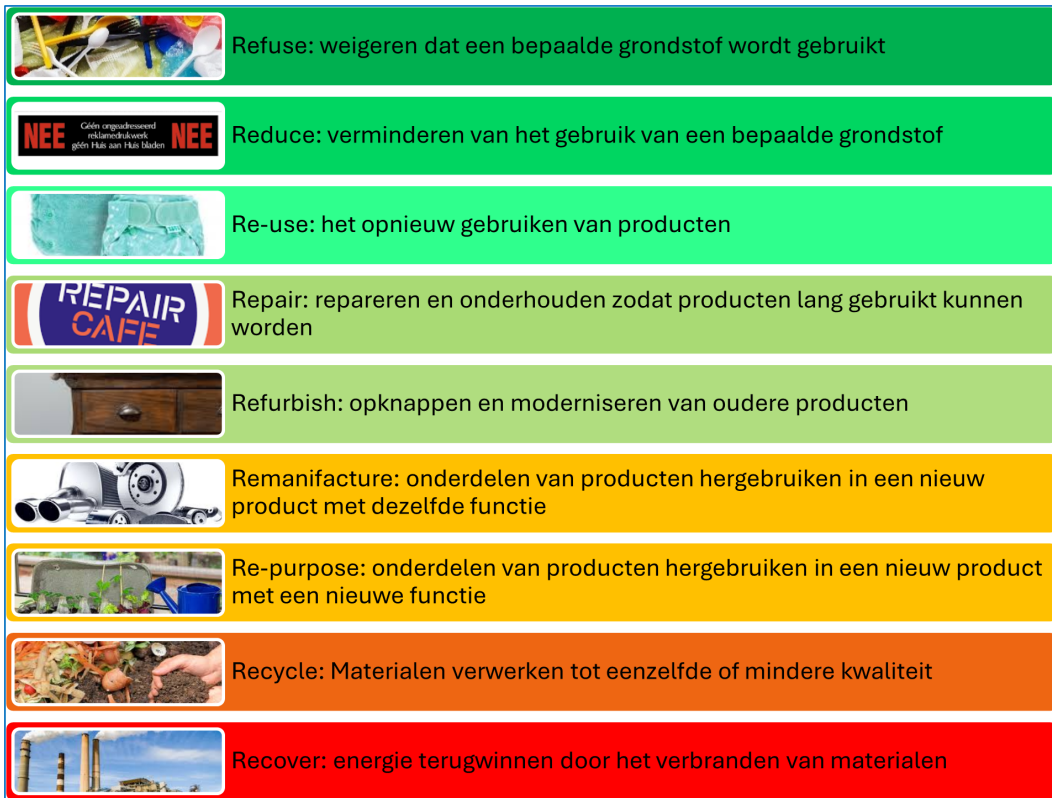 Refuse: weigeren dat een bepaalde grondstof wordt gebruikt
NEE
Géén ongeadresseerd
reklamedrukwerk
géén Huis aan Huis bladen
NEE
Reduce: verminderen van het gebruik van een bepaalde grondstof
Re-use: het opnieuw gebruiken van producten
REPAIR
CAFE
Repair: repareren en onderhouden zodat producten lang gebruikt kunnen
worden
Refurbish: opknappen en moderniseren van oudere producten
Remanifacture: onderdelen van producten hergebruiken in een nieuw
product met dezelfde functie
Re-purpose: onderdelen van producten hergebruiken in een nieuw product
met een nieuwe functie
Recycle: Materialen verwerken tot eenzelfde of mindere kwaliteit
Recover: energie terugwinnen door het verbranden van materialen